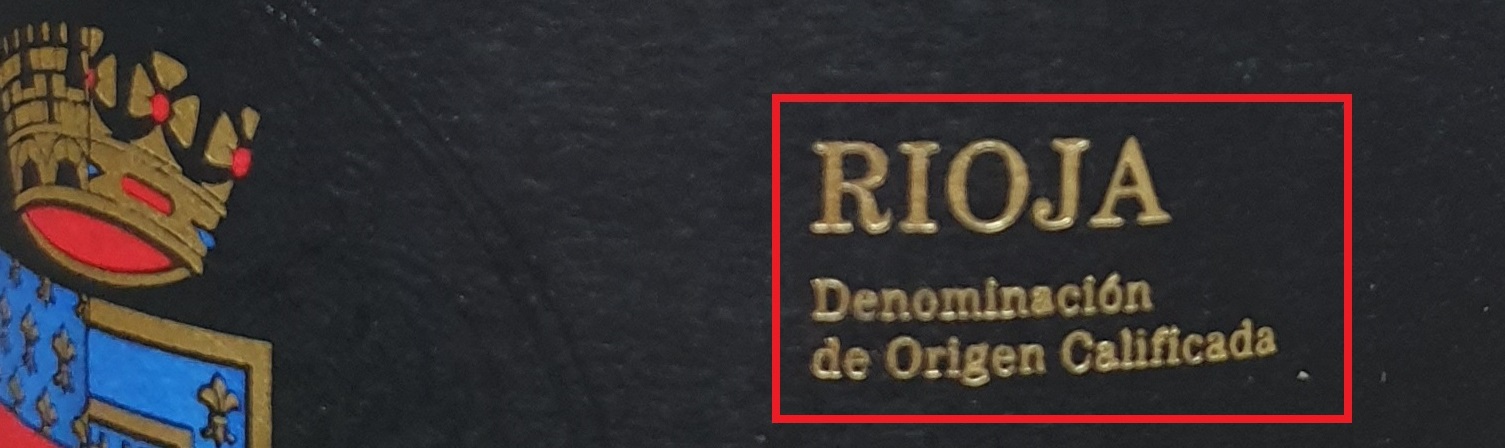 RIOJA
Denominación
de Origen Calificada